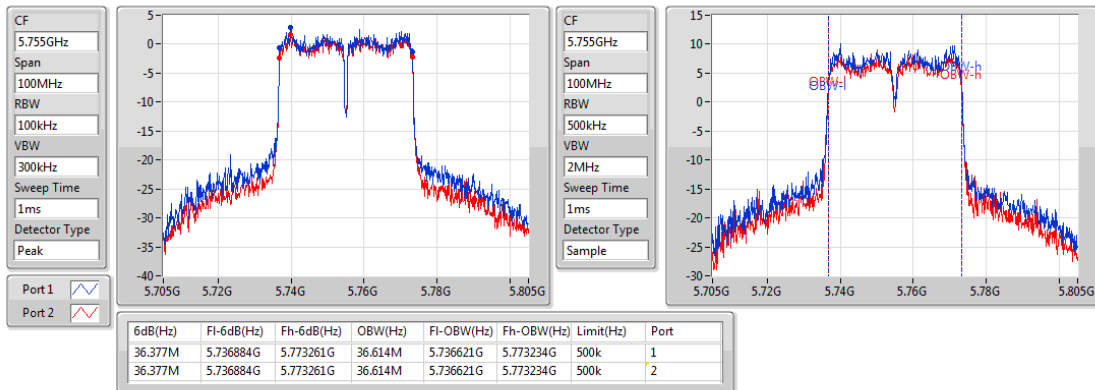 CF
5.755GHz
Span
100MHz
RBW
100kHz
VBW
300kHz
Sweep Time
1ms
Detector Type
Peak
Port 1
Port 2
5
0
-5
-10
-15
-20
-25
-30
-35
-40
5.705G 5.72G 5.74G 5.76G 5.78G 5.805G
CF
5.755GHz
Span
100MHz
RBW
500kHz
VBW
2MHz
Sweep Time
1ms
Detector Type
Sample
15
10
5
0
-5
-10
-15
-20
-25
-30
OBW-l
OBW-h
OBW-h
5.705G 5.72G 5.74G 5.76G 5.78G 5.805G
6dB(Hz) Fl-6dB(Hz) Fh-6dB(Hz) OBW(Hz) Fl-OBW(Hz) Fh-OBW(Hz) Limit(Hz) Port
36.377M 5.736884G 5.773261G 36.614M 5.736621G 5.773234G 500k 1
36.377M 5.736884G 5.773261G 36.614M 5.736621G 5.773234G 500k 2